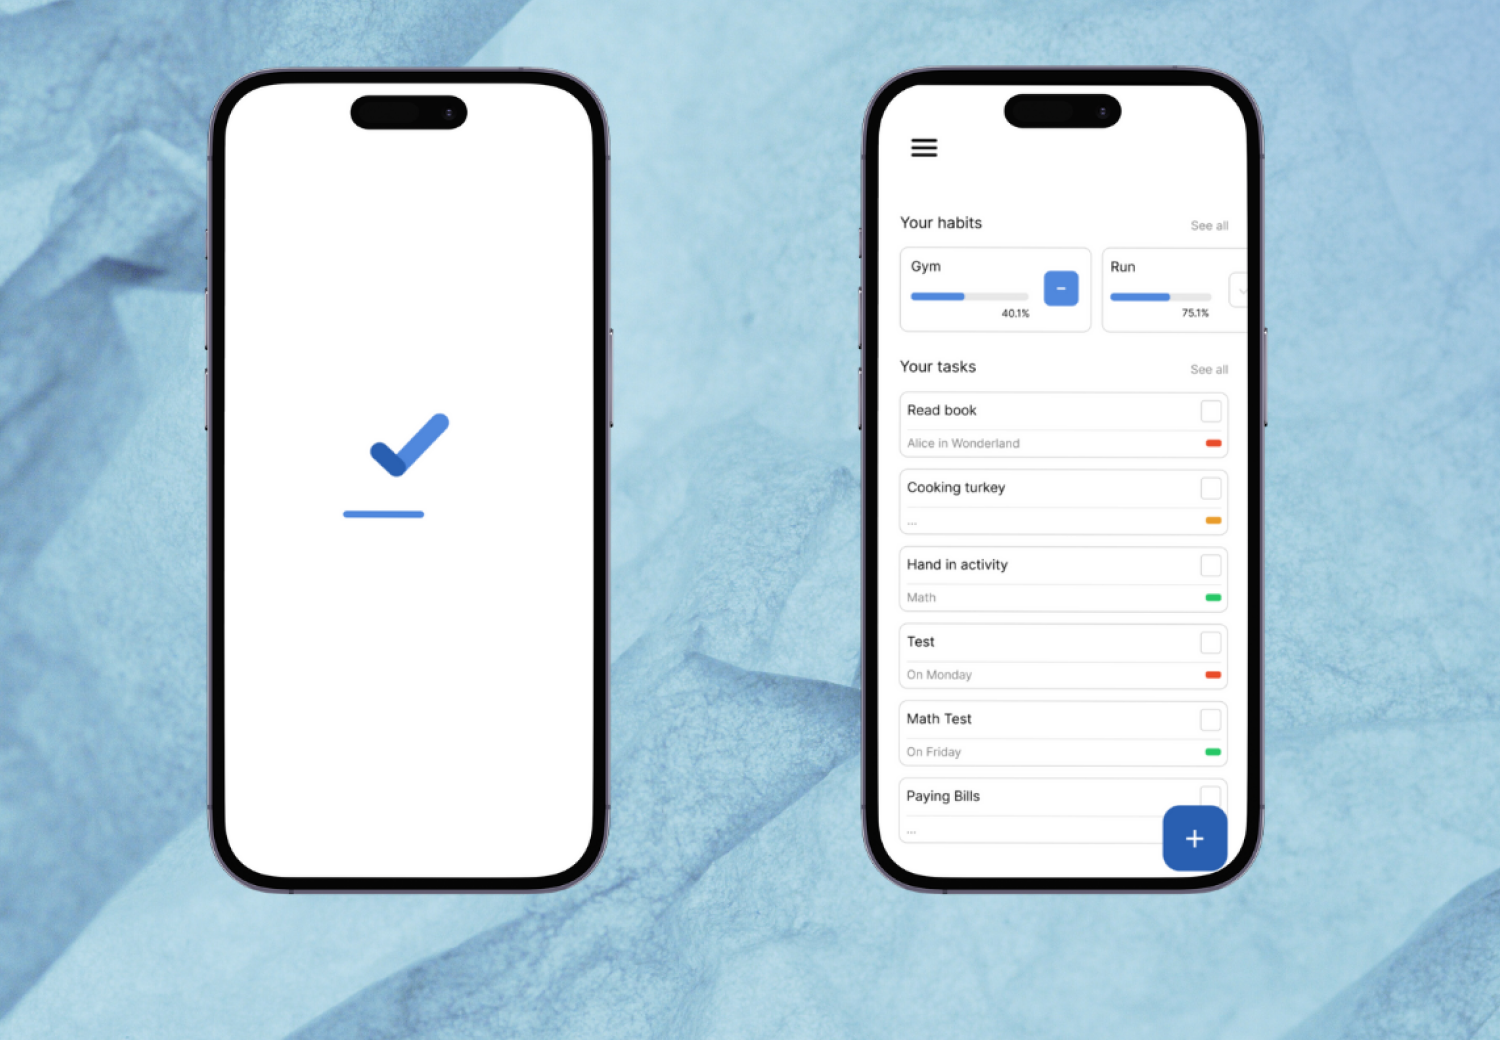 Your habits
See all
Gym
40.1%
Run
75.1%
Your tasks
See all
Read book
Alice in Wonderland
Cooking turkey
...
Hand in activity
Math
Test
On Monday
Math Test
On Friday
Paying Bills
...